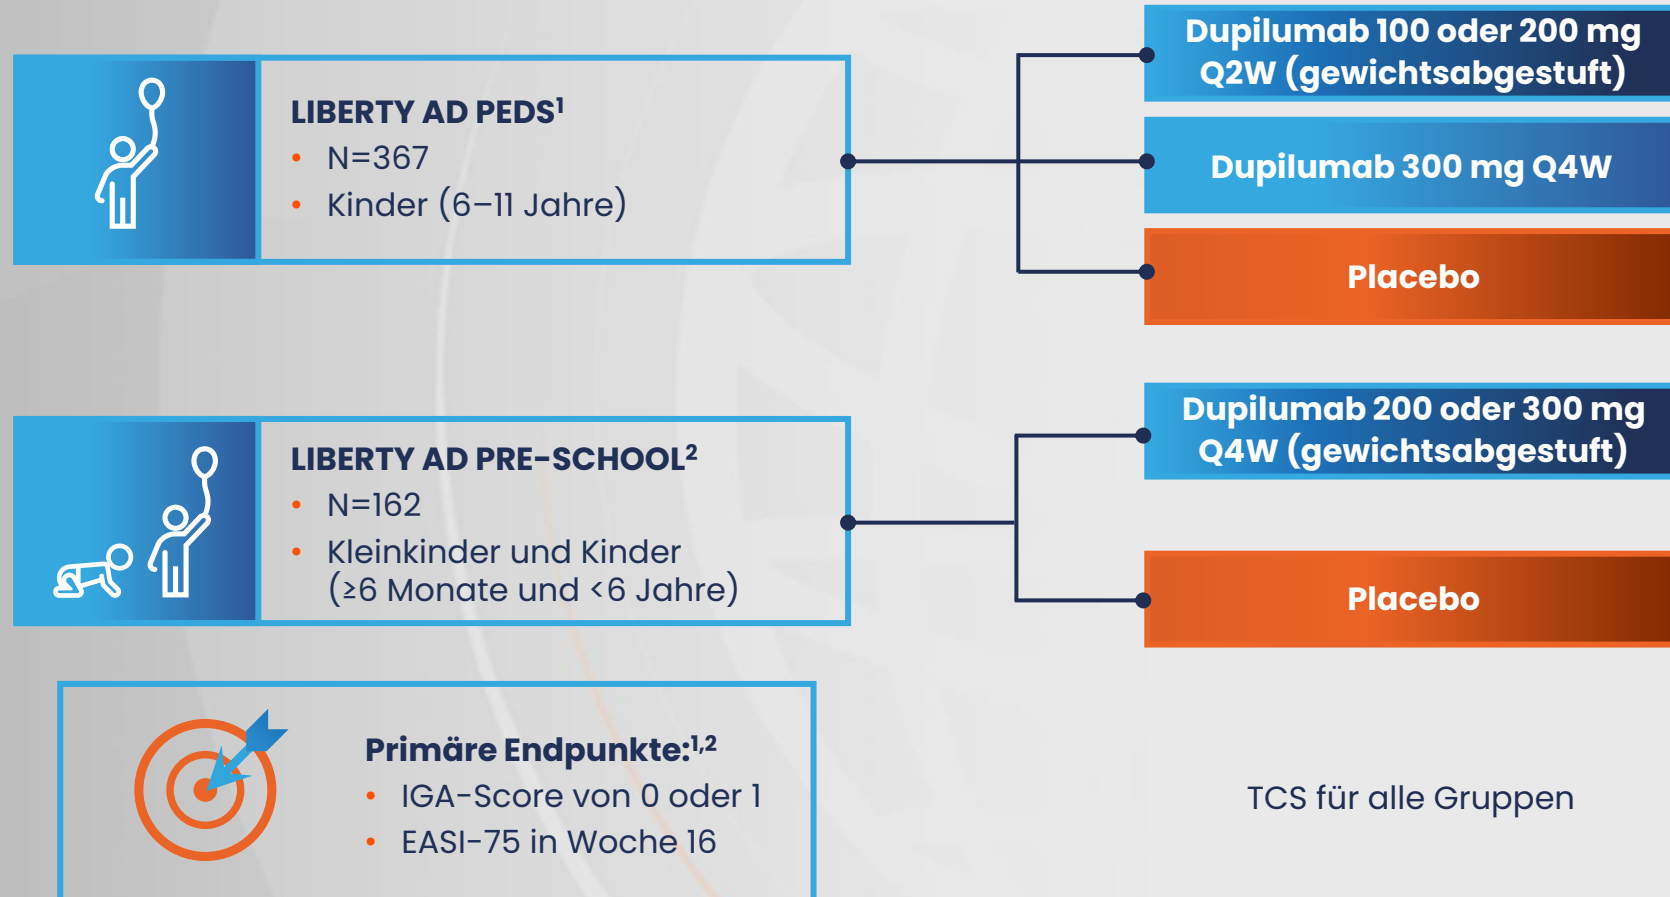 LIBERTY AD PEDS¹
• N=367
• Kinder (6–11 Jahre)
Dupilumab 100 oder 200 mg
Q2W (gewichtsabgestuft)
Dupilumab 300 mg Q4W
Placebo
LIBERTY AD PRE-SCHOOL²
• N=162
• Kleinkinder und Kinder
(≥6 Monate und <6 Jahre)
Dupilumab 200 oder 300 mg
Q4W (gewichtsabgestuft)
Placebo
Primäre Endpunkte:¹,²
• IGA-Score von 0 oder 1
• EASI-75 in Woche 16
TCS für alle Gruppen